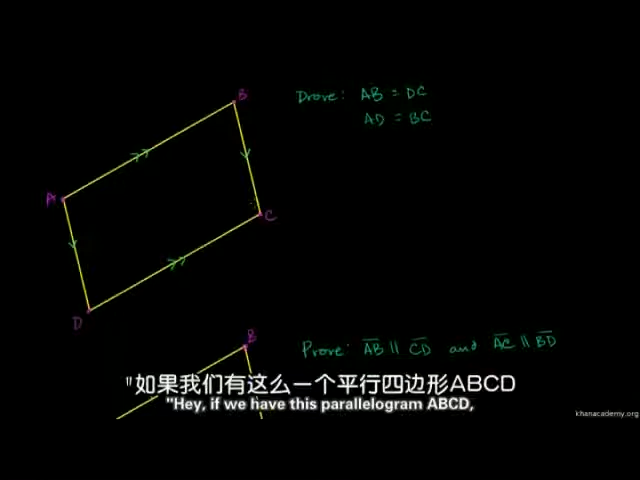 B
Prove: AB = DC
AD = BC
A
C
D
B
Prove: AB || CD and AC || BD
"如果我们有这么一个平行四边形ABCD
"Hey, if we have this parallelogram ABCD,
khanacademy.org